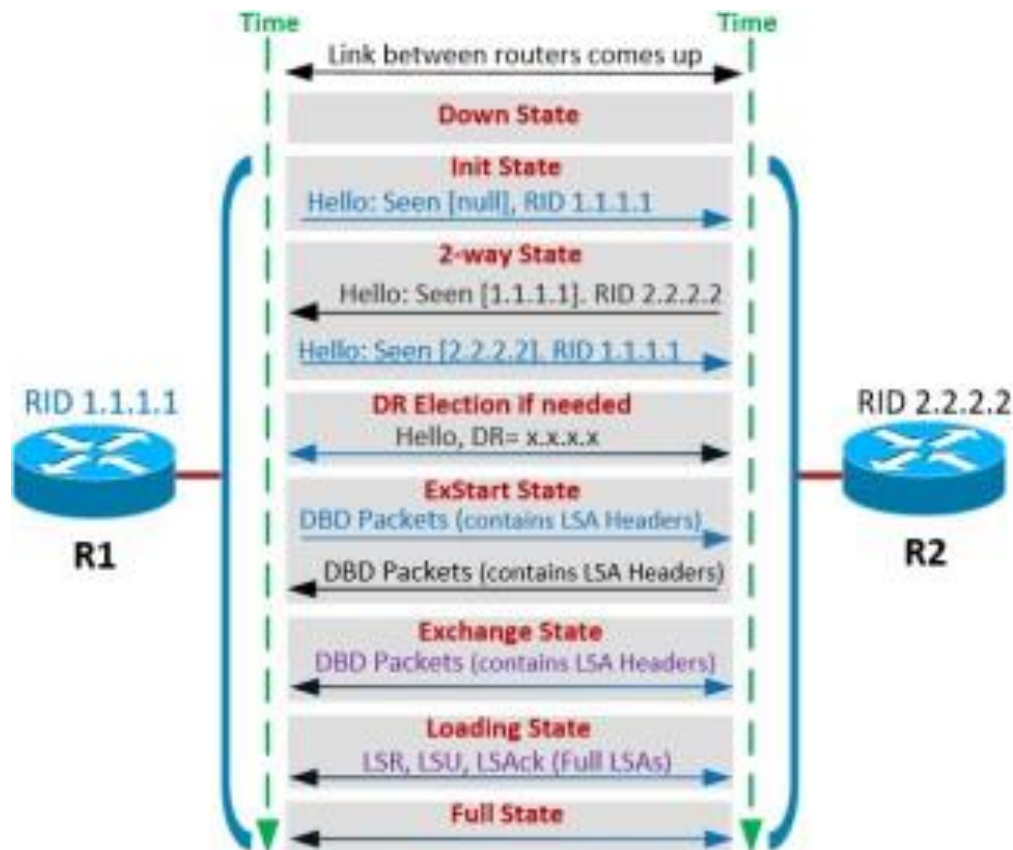 Time
Time
Link between routers comes up
Down State
Init State
Hello: Seen [null], RID 1.1.1.1
2-way State
Hello: Seen [1.1.1.1]. RID 2.2.2.2
Hello: Seen [2.2.2.2]. RID 1.1.1.1
RID 1.1.1.1
RID 2.2.2.2
DR Election if needed
Hello, DR= x.x.x.x
ExStart State
DBD Packets (contains LSA Headers)
R1
R2
DBD Packets (contains LSA Headers)
Exchange State
DBD Packets (contains LSA Headers)
Loading State
LSR, LSU, LSAck (Full LSAs)
Full State